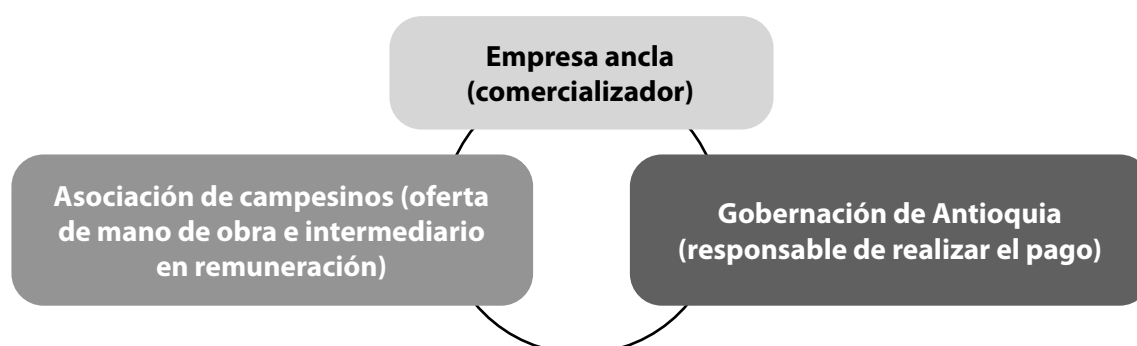 Empresa ancla
(comercializador)
Asociación de campesinos (oferta
de mano de obra e intermediario
en remuneración)
Gobernación de Antioquia
(responsable de realizar el pago)